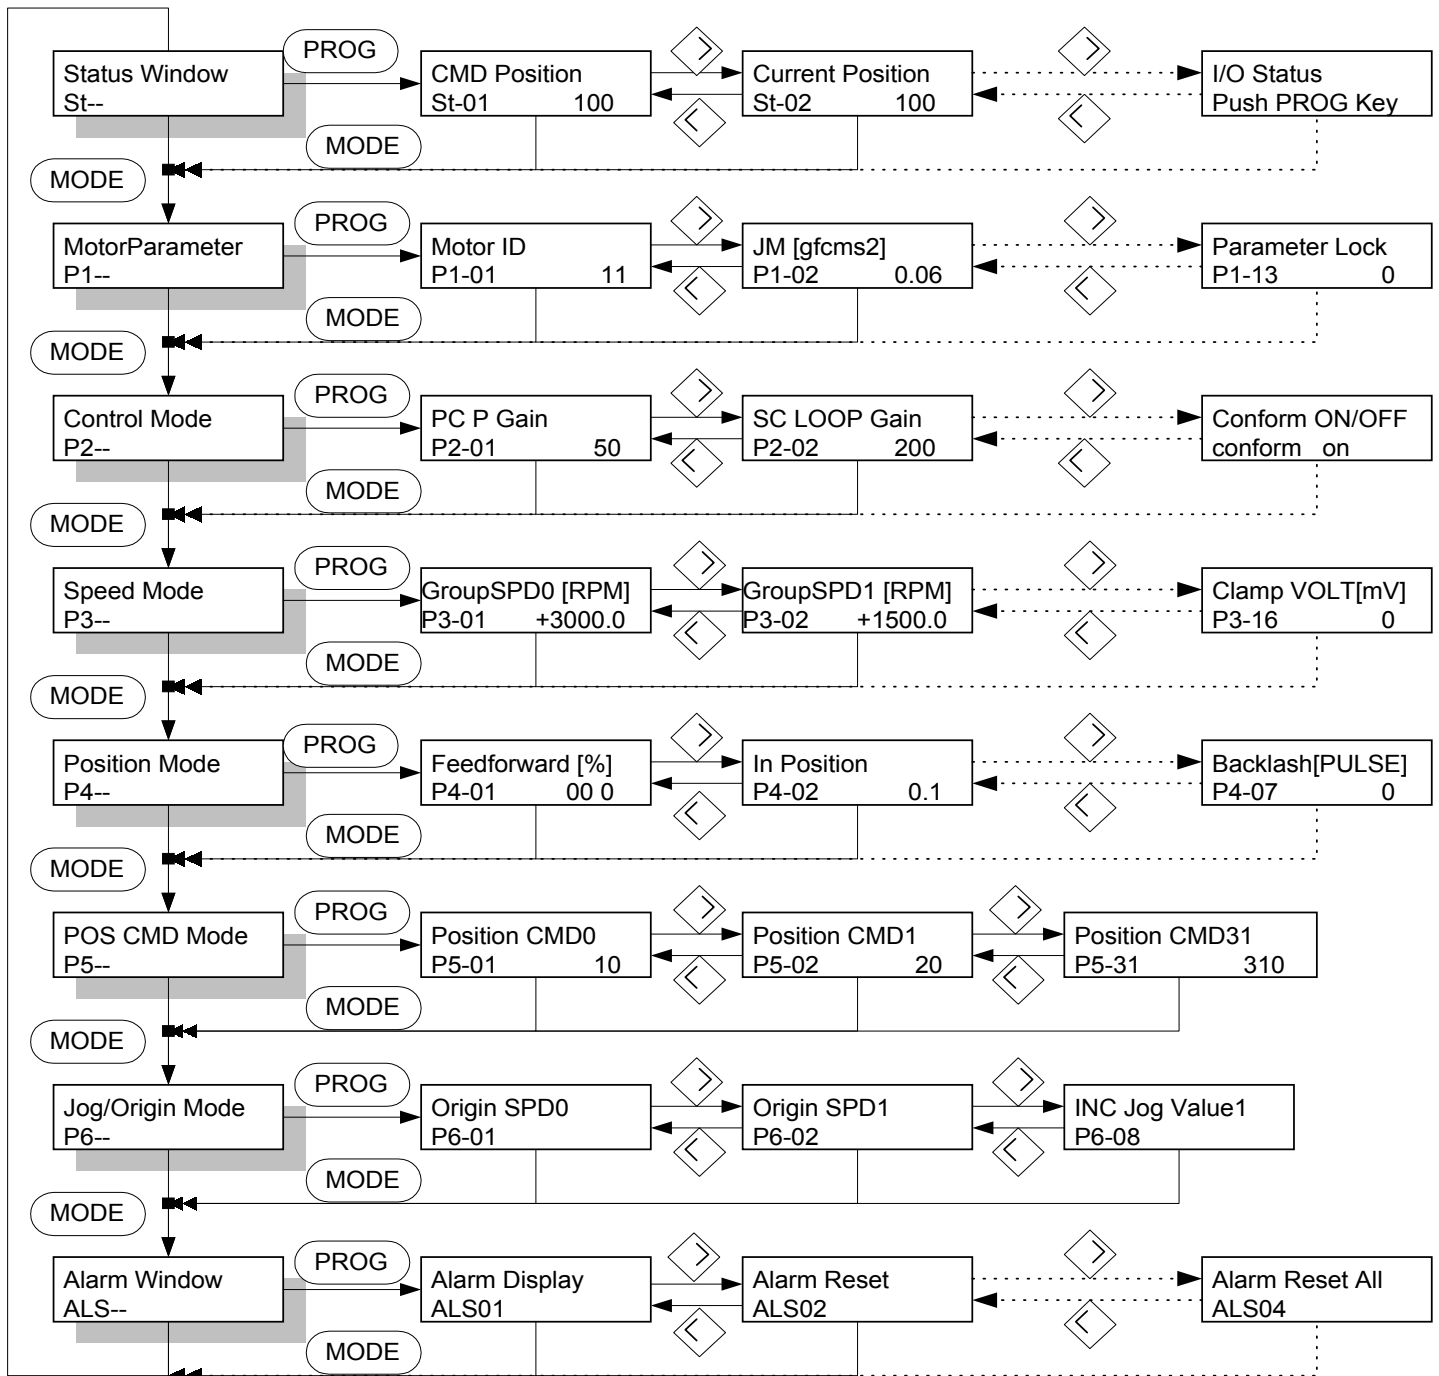 PROG
Status Window
St--
CMD Position
St-01 100
Current Position
St-02 100
I/O Status
Push PROG Key
MODE
MODE
PROG
MotorParameter
P1--
Motor ID
P1-01 11
JM [gfcms2]
P1-02 0.06
Parameter Lock
P1-13 0
MODE
MODE
PROG
Control Mode
P2--
PC P Gain
P2-01 50
SC LOOP Gain
P2-02 200
Conform ON/OFF
conform on
MODE
MODE
PROG
Speed Mode
P3--
GroupSPD0 [RPM]
P3-01 +3000.0
GroupSPD1 [RPM]
P3-02 +1500.0
Clamp VOLT[mV]
P3-16 0
MODE
MODE
PROG
Position Mode
P4--
Feedforward [%]
P4-01 00 0
In Position
P4-02 0.1
Backlash[PULSE]
P4-07 0
MODE
MODE
PROG
POS CMD Mode
P5--
Position CMD0
P5-01 10
Position CMD1
P5-02 20
Position CMD31
P5-31 310
MODE
MODE
PROG
Jog/Origin Mode
P6--
Origin SPD0
P6-01
Origin SPD1
P6-02
INC Jog Value1
P6-08
MODE
MODE
PROG
Alarm Window
ALS--
Alarm Display
ALS01
Alarm Reset
ALS02
Alarm Reset All
ALS04
MODE